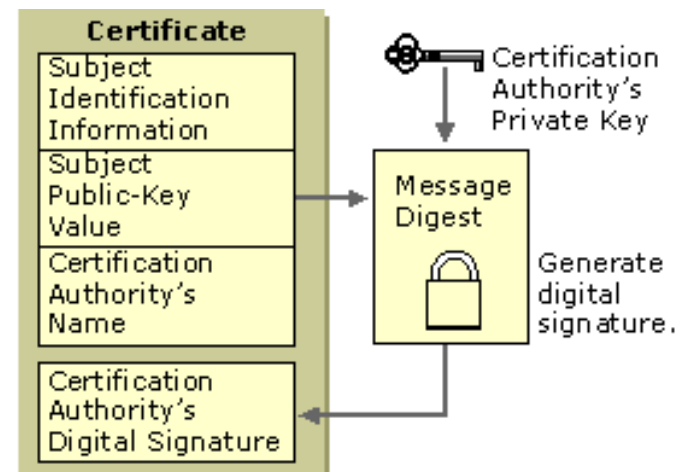 Certificate
Subject
Identification
Information
Subject
Public-Key
Value
Certification
Authority's
Name
Certification
Authority's
Digital Signature
Certification
Authority's
Private Key
Message
Digest
Generate
digital
signature.